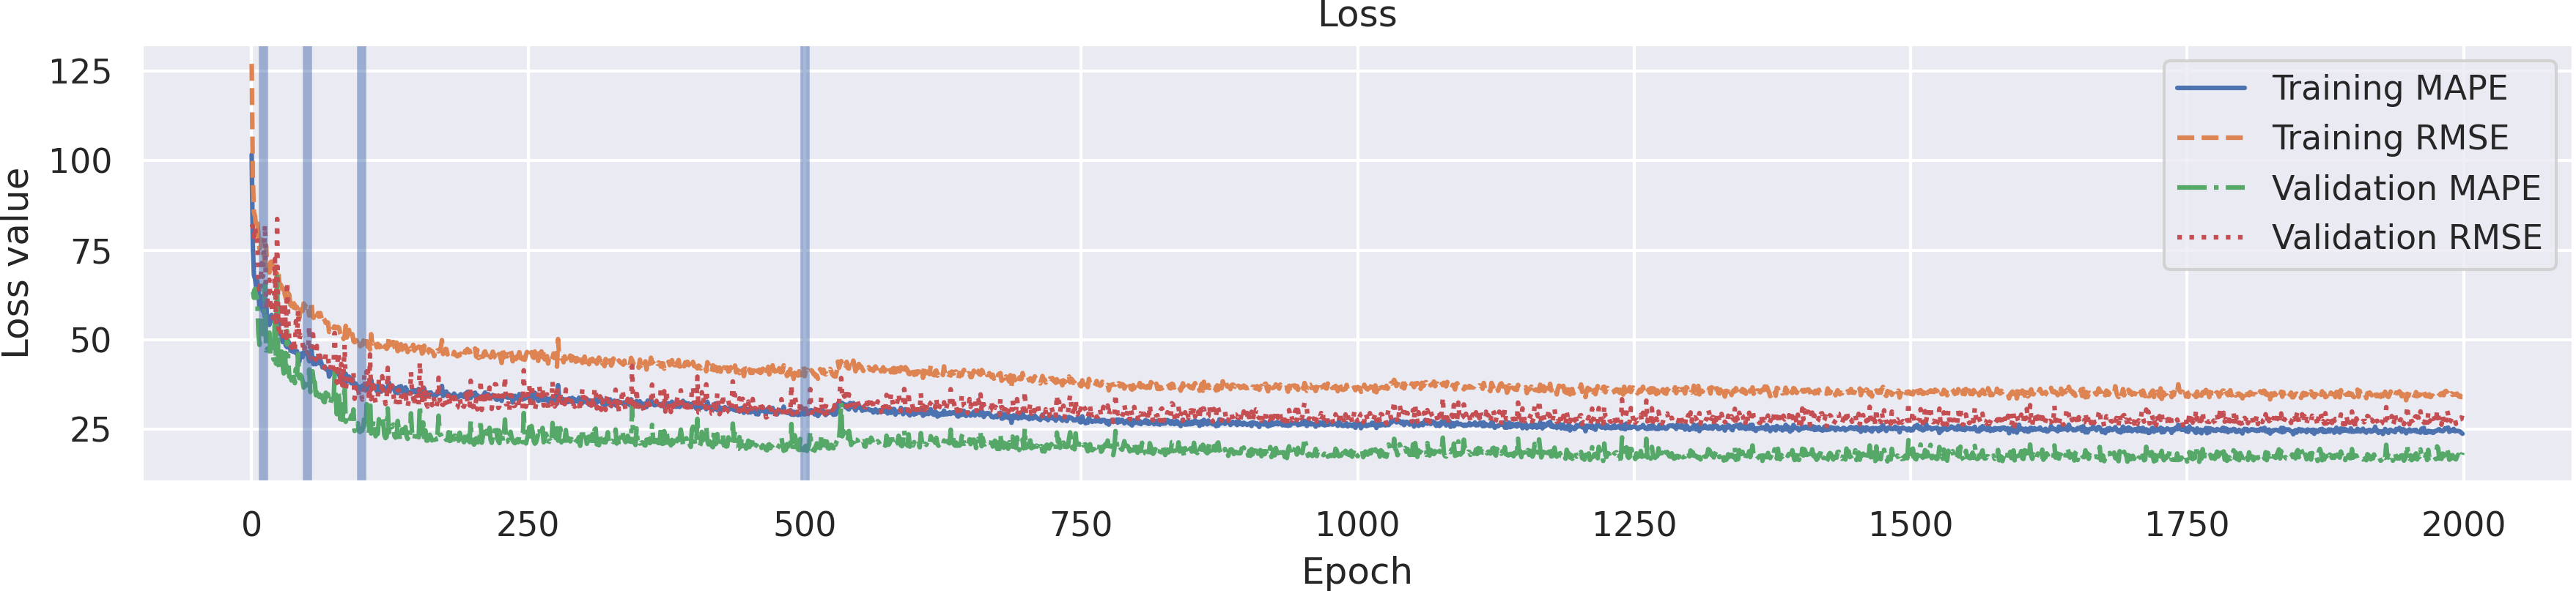 Loss
125
100
75
50
25
Loss value
0 250 500 750 1000 1250 1500 1750 2000
Epoch
Training MAPE
Training RMSE
Validation MAPE
Validation RMSE